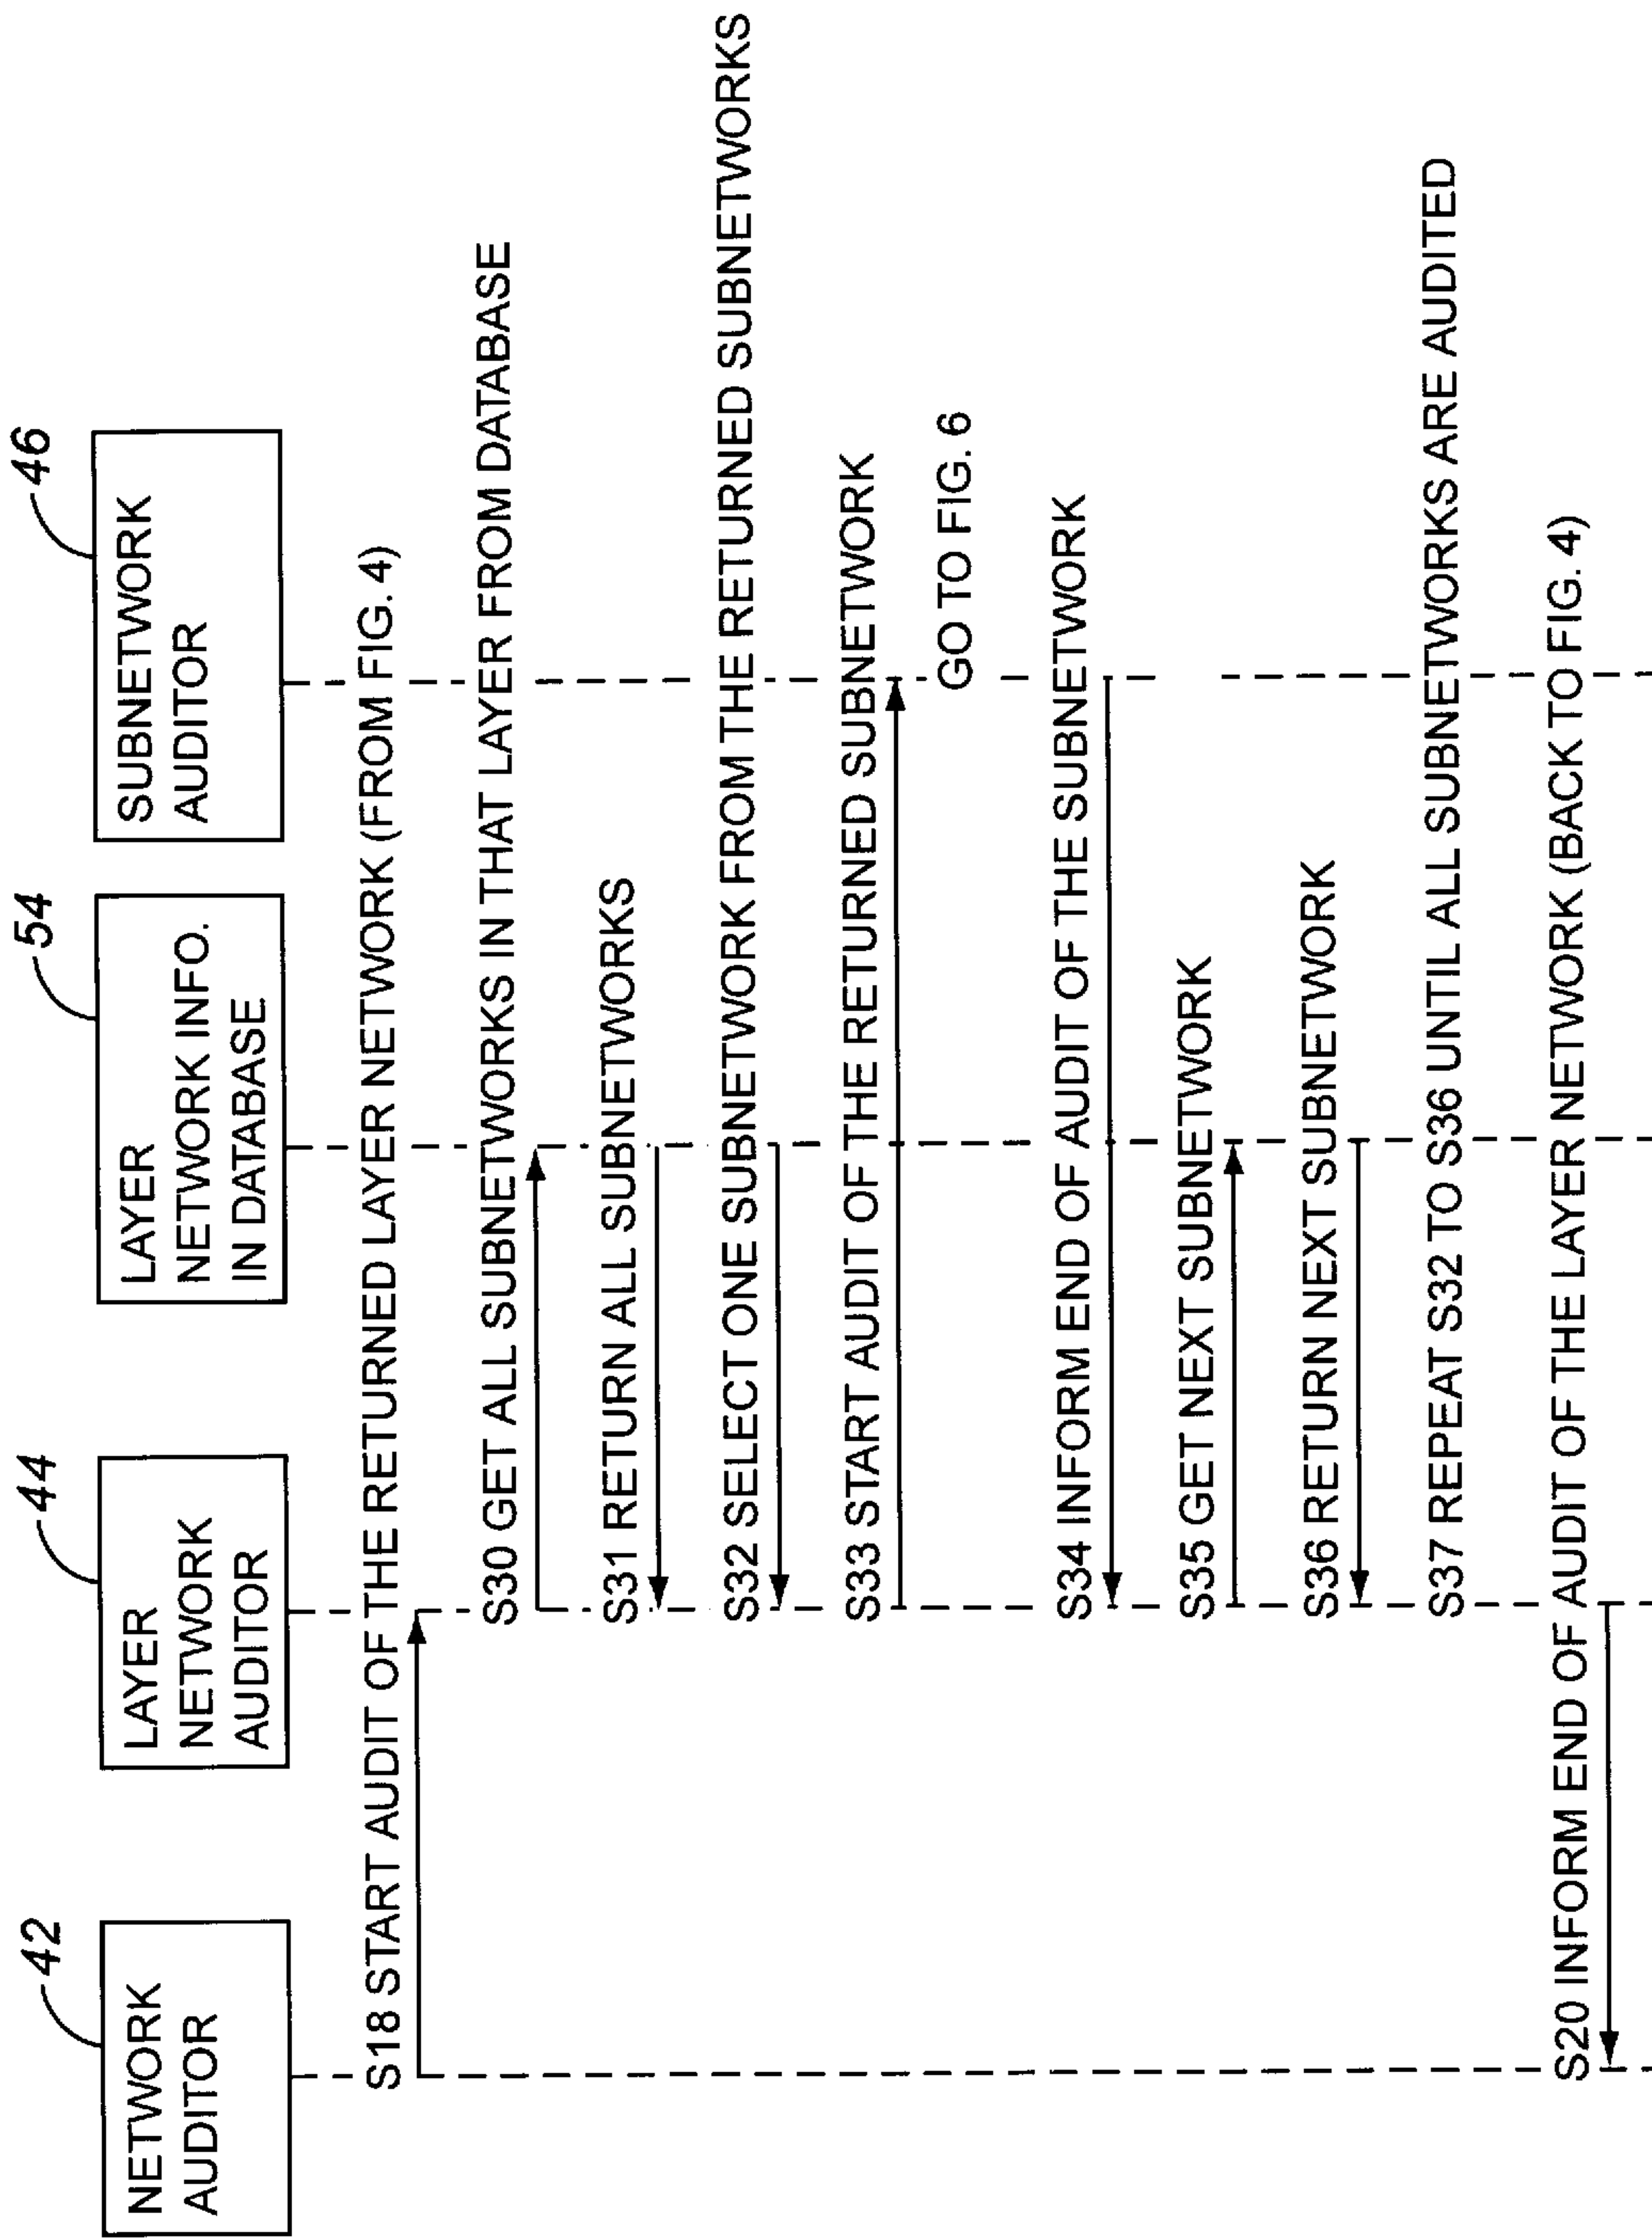 42
NETWORK
AUDITOR
44
LAYER
NETWORK
AUDITOR
54
LAYER
NETWORK INFO.
IN DATABASE
46
SUBNETWORK
AUDITOR
S18 START AUDIT OF THE RETURNED LAYER NETWORK (FROM FIG. 4)
S30 GET ALL SUBNETWORKS IN THAT LAYER FROM DATABASE
S31 RETURN ALL SUBNETWORKS
S32 SELECT ONE SUBNETWORK FROM THE RETURNED SUBNETWORKS
S33 START AUDIT OF THE RETURNED SUBNETWORK
GO TO FIG. 6
S34 INFORM END OF AUDIT OF THE SUBNETWORK
S35 GET NEXT SUBNETWORK
S36 RETURN NEXT SUBNETWORK
S37 REPEAT S32 TO S36 UNTIL ALL SUBNETWORKS ARE AUDITED
S20 INFORM END OF AUDIT OF THE LAYER NETWORK (BACK TO FIG. 4)